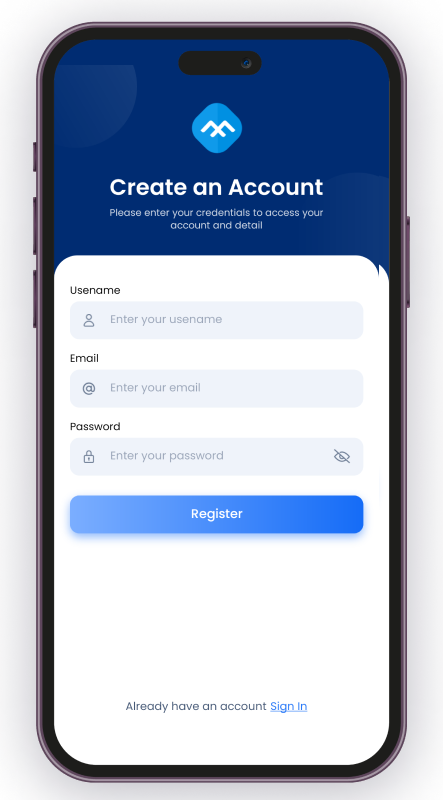 Create an Account
Please enter your credentials to access your
account and detail
Usename
Enter your usename
Email
@ Enter your email
Password
Enter your password
Register
Already have an account Sign In